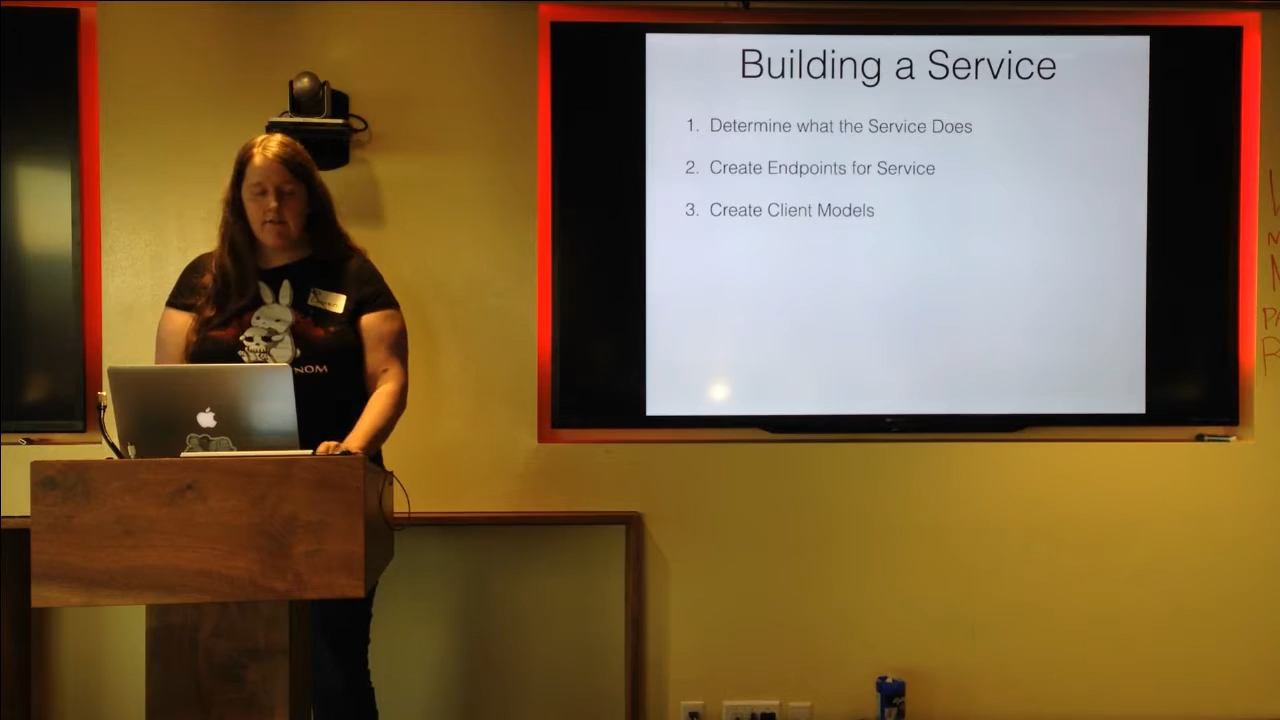 Building a Service
1. Determine what the Service Does
2. Create Endpoints for Service
3. Create Client Models
NOM